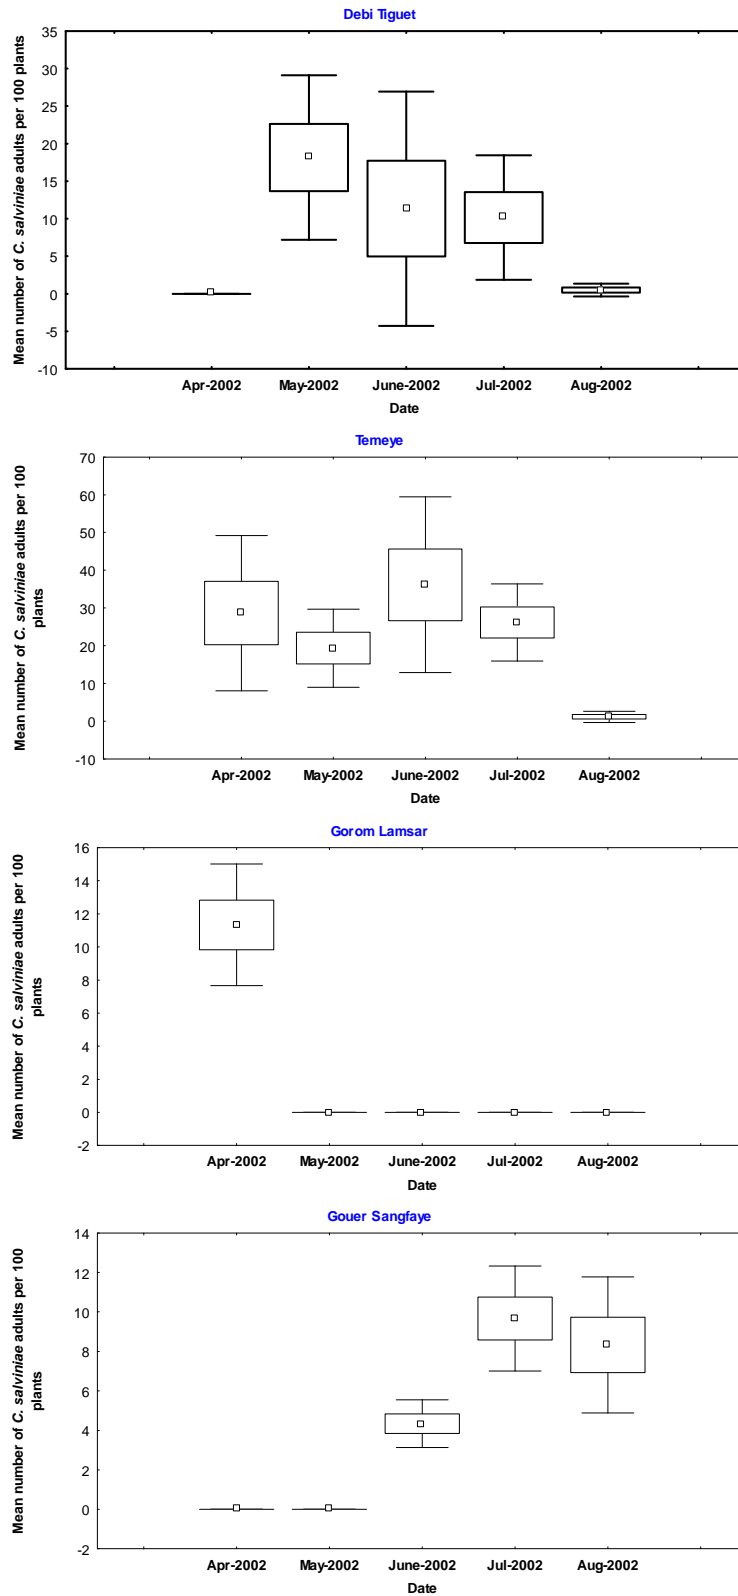 Debi Tiguet
Mean number of C. salviniae adults per 100 plants
35
30
25
20
15
10
5
0
-5
-10
Apr-2002 May-2002 June-2002 Jul-2002 Aug-2002
Date
Temeye
Mean number of C. salviniae adults per 100
plants
70
60
50
40
30
20
10
0
-10
Apr-2002 May-2002 June-2002 Jul-2002 Aug-2002
Date
Gorom Lamsar
Mean number of C. salviniae adults per 100
plants
16
14
12
10
8
6
4
2
0
-2
Apr-2002 May-2002 June-2002 Jul-2002 Aug-2002
Date
Gouer Sangfaye
Mean number of C. salviniae adults per 100
plants
14
12
10
8
6
4
2
0
-2
Apr-2002 May-2002 June-2002 Jul-2002 Aug-2002
Date